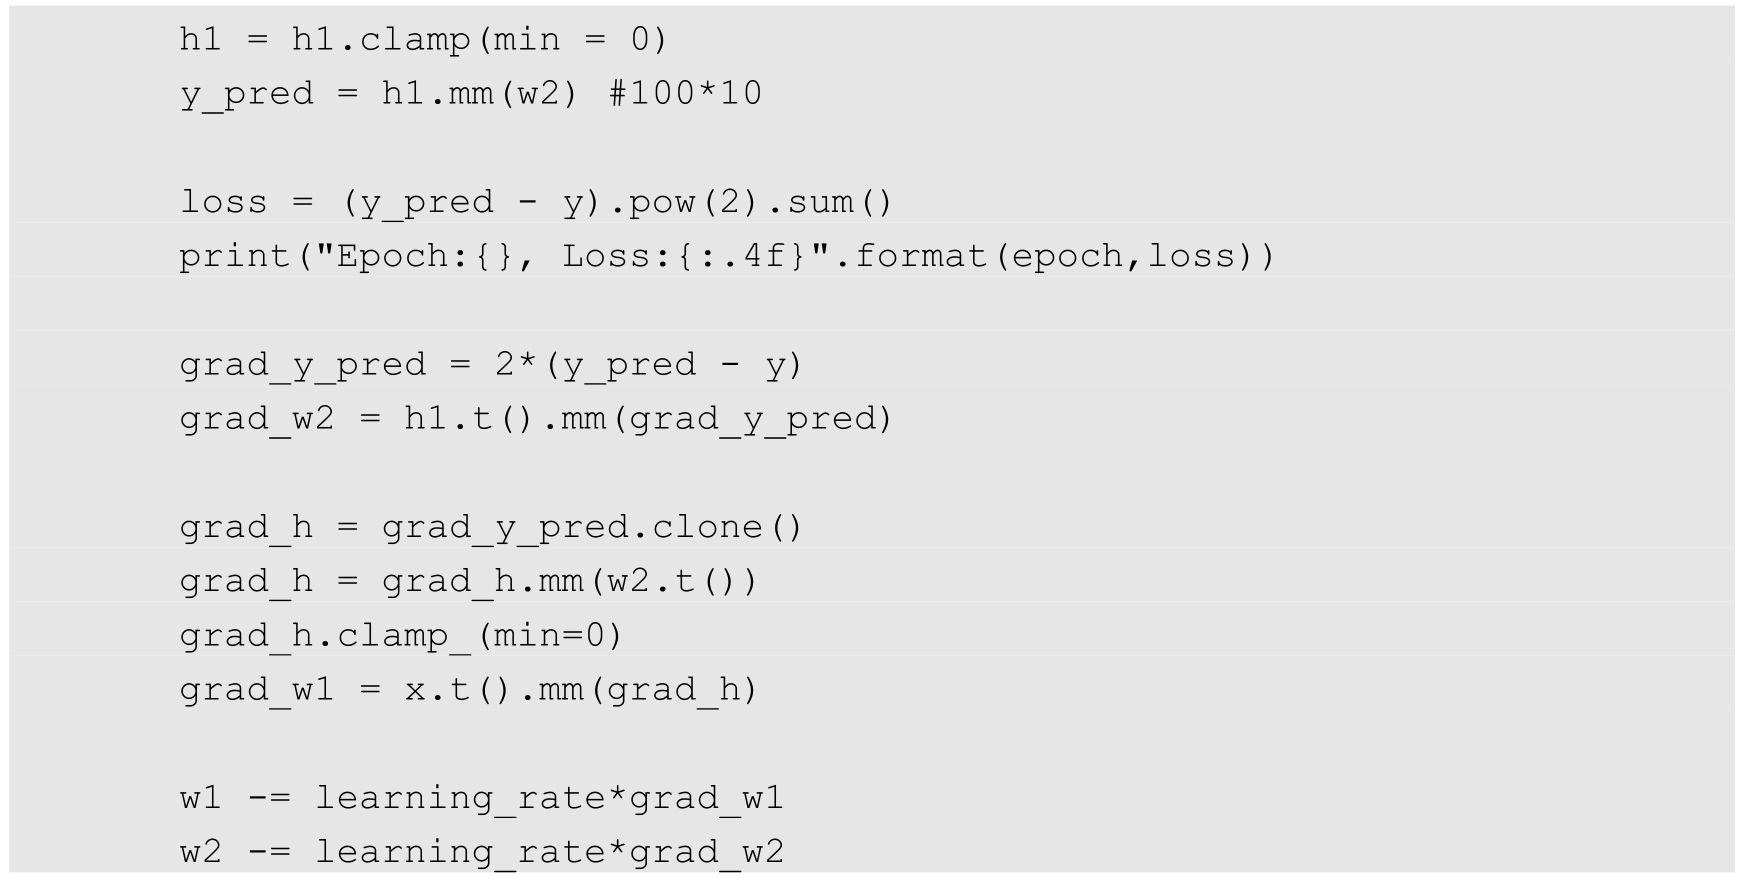 h1 = h1.clamp(min = 0)
y_pred = h1.mm(w2) #100*10
loss = (y_pred - y).pow(2).sum()
print("Epoch:{}, Loss:{:.4f}".format(epoch,loss))
grad_y_pred = 2*(y_pred - y)
grad_w2 = h1.t().mm(grad_y_pred)
grad_h = grad_y_pred.clone()
grad_h = grad_h.mm(w2.t())
grad_h.clamp_(min=0)
grad_w1 = x.t().mm(grad_h)
w1 -= learning_rate*grad_w1
w2 -= learning_rate*grad_w2